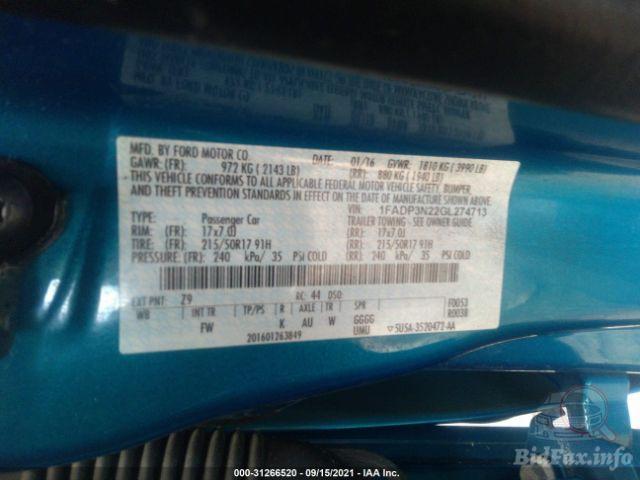 MFD. BY FORD MOTOR CO. DATE: 01/16 GVWR: 1810 KG ( 3990 LB)
GAWR: (FR): 972 KG ( 2143 LB) (RR): 880 KG ( 1940 LB)
THIS VEHICLE CONFORMS TO ALL APPLICABLE FEDERAL MOTOR VEHICLE SAFETY, BUMPER,
AND THEFT PREVENTION STANDARDS IN EFFECT ON THE DATE OF MANUFACTURE SHOWN ABOVE.
VIN: 1FADP3N22GL274713
TYPE: Passenger Car TRAILER TOWING - SEE OWNER GUIDE
RIM: (FR): 17x7.0J (RR): 17x7.0J
TIRE: (FR): 215/50R17 91H (RR): 215/50R17 91H
PRESSURE: (FR): 240 kPa/ 35 PSI COLD (RR): 240 kPa/ 35 PSI COLD
EXT PNT: Z9 RC: 44 DSO: F0053
WB INT TR TP/PS R AXLE TR SPR R0038
FW K AU W GGGG
UMU
201601263849 5U5A-3520472-AA
000-31266520 - 09/15/2021 - IAA Inc.
BidFax.info